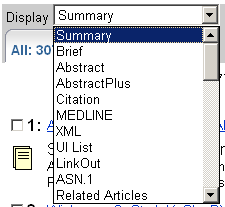 Display Summary
Summary
All: 30
Brief
Abstract
AbstractPlus
Citation
MEDLINE
XML
1:
UI List
LinkOut
ASN.1
Related Articles